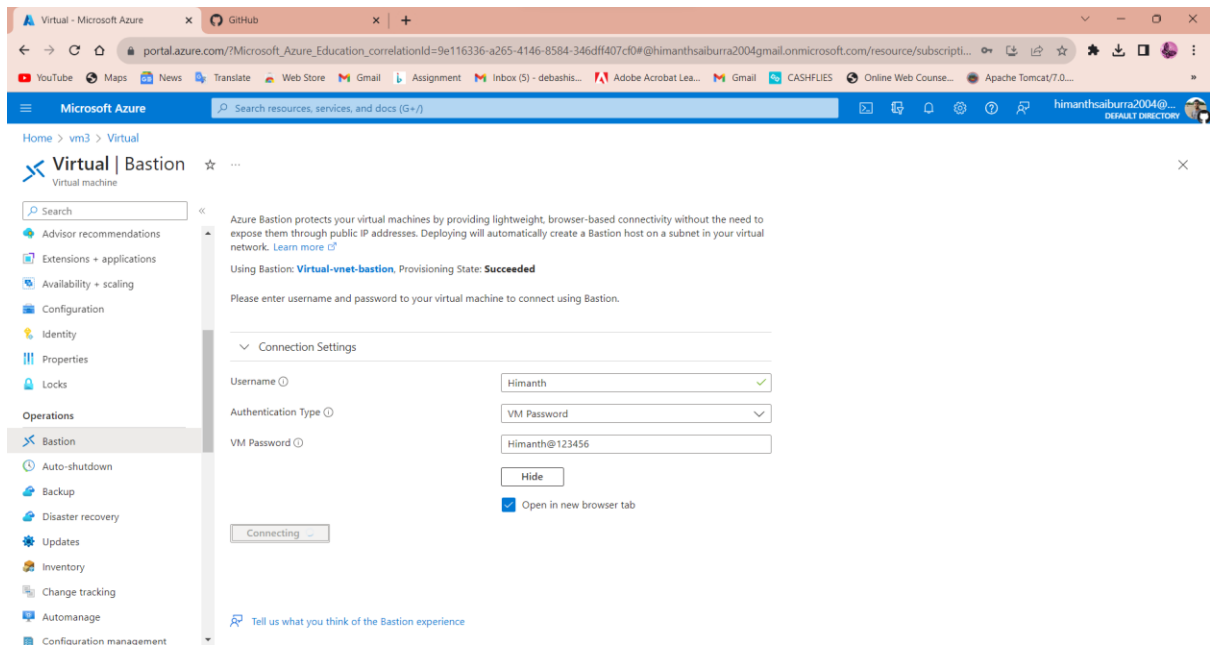 Virtual - Microsoft Azure
GitHub
portal.azure.com/?Microsoft_Azure_Education_correlationId=9e116336-a265-4146-8584-346dff407cf0#@himanthsaiburra2004gmail.onmicrosoft.com/resource/subscripti...
YouTube Maps News Translate Web Store Gmail Assignment Inbox (5) - debashis... Adobe Acrobat Lea... Gmail CASHFLIES Online Web Counse... Apache Tomcat/7.0.... »
Microsoft Azure
Search resources, services, and docs (G+/)
himanthsaiburra2004@...
DEFAULT DIRECTORY
Home > vm3 > Virtual
Virtual | Bastion
Virtual machine
Search
Advisor recommendations
Extensions + applications
Availability + scaling
Configuration
Identity
Properties
Locks
Operations
Bastion
Auto-shutdown
Backup
Disaster recovery
Updates
Inventory
Change tracking
Automanage
Configuration management
Azure Bastion protects your virtual machines by providing lightweight, browser-based connectivity without the need to
expose them through public IP addresses. Deploying will automatically create a Bastion host on a subnet in your virtual
network. Learn more
Using Bastion: Virtual-vnet-bastion, Provisioning State: Succeeded
Please enter username and password to your virtual machine to connect using Bastion.
Connection Settings
Username
Himanth
Authentication Type
VM Password
VM Password
Himanth@123456
Hide
Open in new browser tab
Connecting
Tell us what you think of the Bastion experience